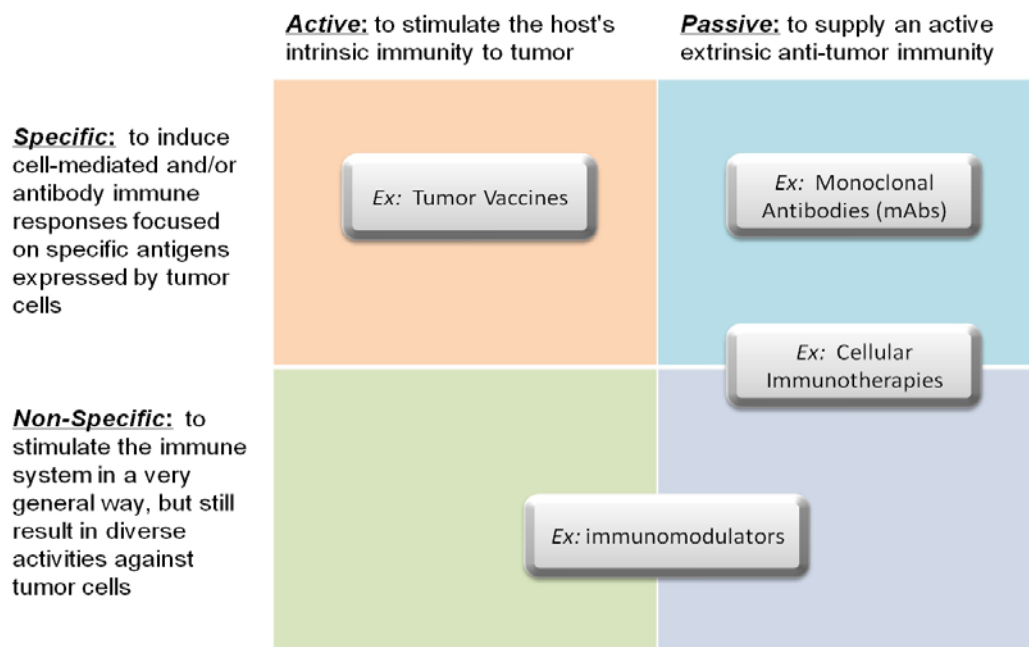 Active: to stimulate the host's
intrinsic immunity to tumor
Passive: to supply an active
extrinsic anti-tumor immunity
Specific: to induce
cell-mediated and/or
antibody immune
responses focused
on specific antigens
expressed by tumor
cells
Ex: Tumor Vaccines
Ex: Monoclonal
Antibodies (mAbs)
Ex: Cellular
Immunotherapies
Non-Specific: to
stimulate the immune
system in a very
general way, but still
result in diverse
activities against
tumor cells
Ex: immunomodulators